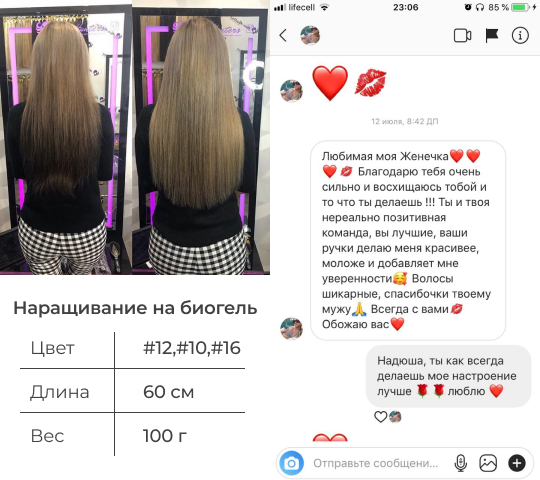 Наращивание на биогель
Цвет #12,#10,#16
Длина 60 см
Вес 100 г
lifecell 23:06 85 %
12 июля, 8:42 ДП
Любимая моя Женечка❤️❤️
❤️💋 Благодарю тебя очень
сильно и восхищаюсь тобой и
то что ты делаешь !!! Ты и твоя
нереально позитивная
команда, вы лучшие, ваши
ручки делаю меня красивее,
моложе и добавляет мне
уверенности🥰 Волосы
шикарные, спасибочки твоему
мужу🙏 Всегда с вами💋
Обожаю вас❤️
Надюша, ты как всегда
делаешь мое настроение
лучше 🌹🌹люблю ❤️
Отправьте сообщени...